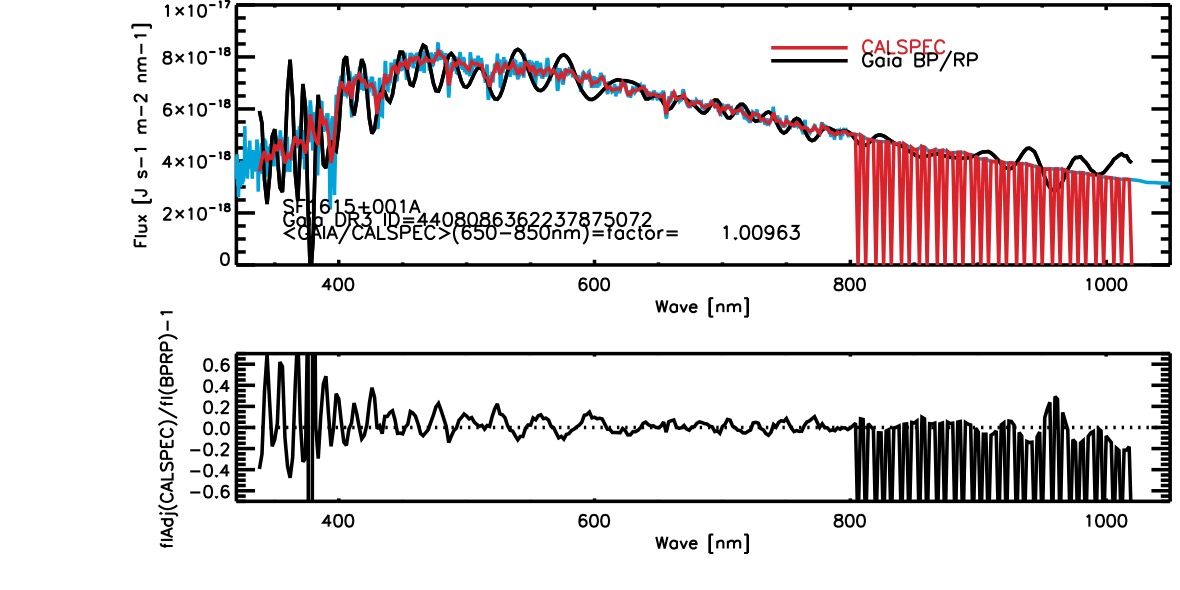 1×10−17
8×10−18
6×10−18
4×10−18
2×10−18
0
Flux [J s−1 m−2 nm−1]
CALSPEC
Gaia BP/RP
SF1615+001A
Gaia DR3 ID=4408086362237875072
<GAIA/CALSPEC>(650−850nm)=factor= 1.00963
400 600 800 1000
Wave [nm]
flAdj(CALSPEC)/fl(BPRP)−1
0.6
0.4
0.2
0.0
−0.2
−0.4
−0.6
400 600 800 1000
Wave [nm]